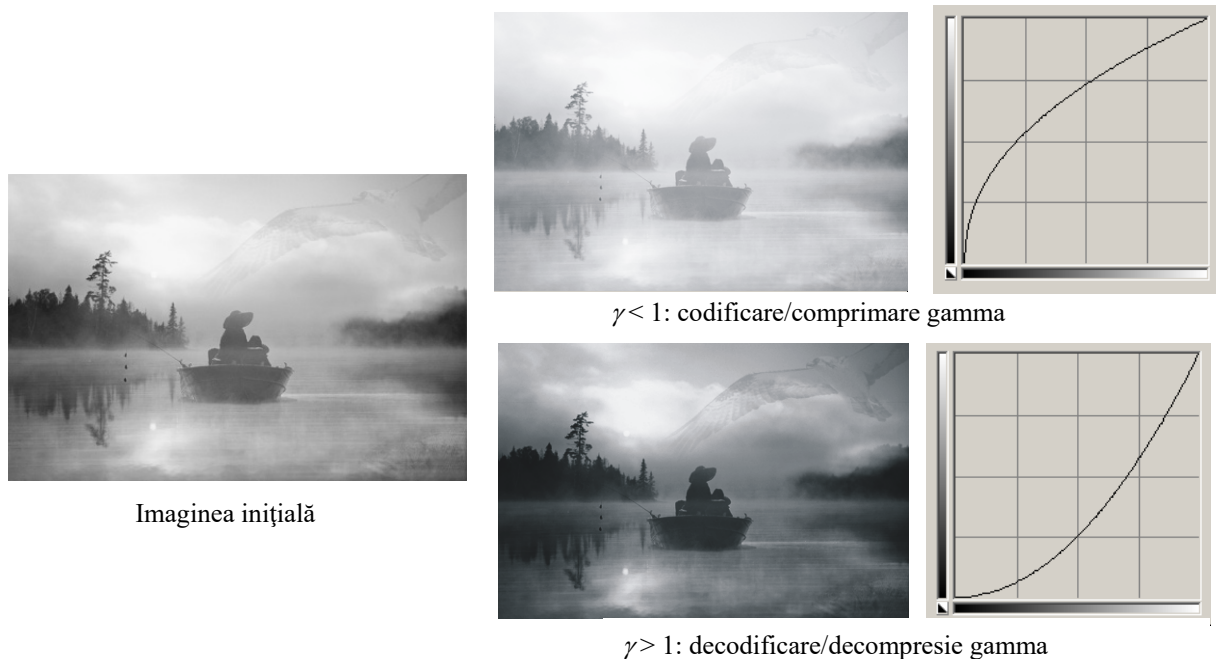 γ < 1: codificare/comprimare gamma
Imaginea iniţială
γ > 1: decodificare/decompresie gamma